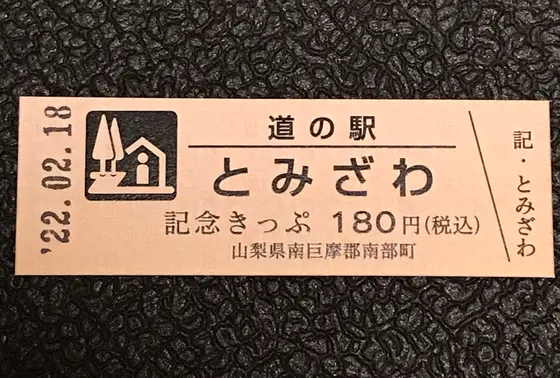 '22.02.18
道の駅
とみざわ
記念きっぷ 180円(税込)
山梨県南巨摩郡南部町
記・とみざわ